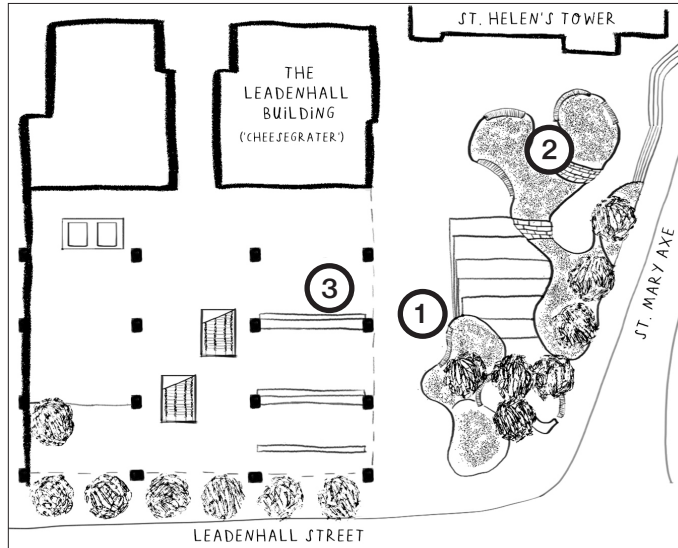 ST. HELEN'S TOWER
THE
LEADENHALL
BUILDING
('CHEESEGRATER')
2
3
1
ST. MARY AXE
LEADENHALL STREET